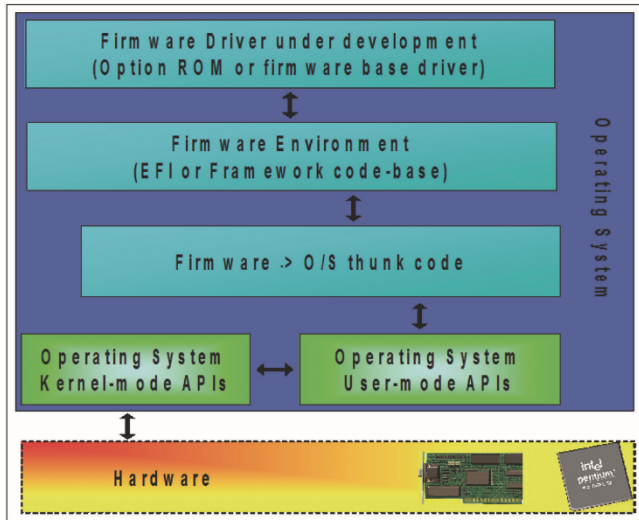 Firmware Driver under development
(Option ROM or firmware base driver)
Firmware Environment
(EFI or Framework code-base)
Firmware -> O/S thunk code
Operating System
Kernel-mode APIs
Operating System
User-mode APIs
Operating System
Hardware
intel
pentium